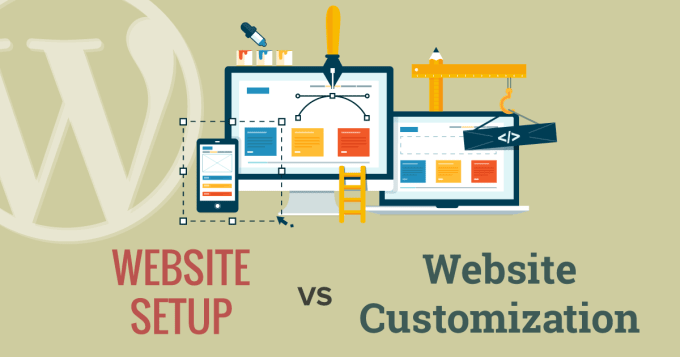 </>
WEBSITE
SETUP
vs
Website
Customization